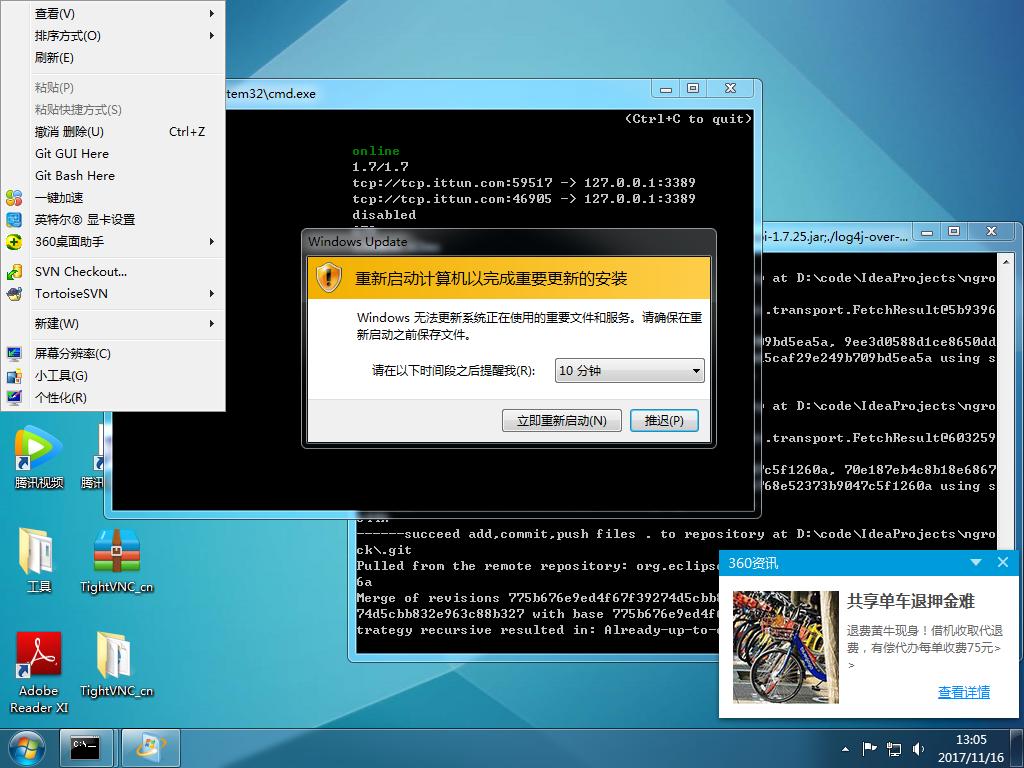 查看(V)
排序方式(O)
刷新(E)
粘贴(P)
粘贴快捷方式(S)
撤消 删除(U) Ctrl+Z
Git GUI Here
Git Bash Here
一键加速
英特尔® 显卡设置
360桌面助手
SVN Checkout...
TortoiseSVN
新建(W)
屏幕分辨率(C)
小工具(G)
个性化(R)
tem32\cmd.exe
(Ctrl+C to quit)
online
1.7/1.7
tcp://tcp.ittun.com:59517 -> 127.0.0.1:3389
tcp://tcp.ittun.com:46905 -> 127.0.0.1:3389
disabled
Windows Update
重新启动计算机以完成重要更新的安装
Windows 无法更新系统正在使用的重要文件和服务。请确保在重
新启动之前保存文件。
请在以下时间段之后提醒我(R):
10 分钟
立即重新启动(N)
推迟(P)
i-1.7.25.jar;./log4j-over-...
at D:\code\IdeaProjects\ngro
.transport.FetchResult@5b9396
09bd5ea5a, 9ee3d0588d1ce8650dd
5caf29e249b709bd5ea5a using s
at D:\code\IdeaProjects\ngro
.transport.FetchResult@603259
c5f1260a, 70e187eb4c8b18e6867
68e52373b9047c5f1260a using s
------succeed add,commit,push files . to repository at D:\code\IdeaProjects\ngro
ck\.git
Pulled from the remote repository: org.eclips
6a
Merge of revisions 775b676e9ed4f67f39274d5cbb
74d5cbb832e963c88b327 with base 775b676e9ed4f
trategy recursive resulted in: Already-up-to-
360资讯
共享单车退押金难
退费黄牛现身！借机收取代退
费，有偿代办每单收费75元>
>
查看详情
腾讯视频
腾讯
工具
TightVNC_cn
Adobe
Reader XI
TightVNC_cn
C:\
13:05
2017/11/16